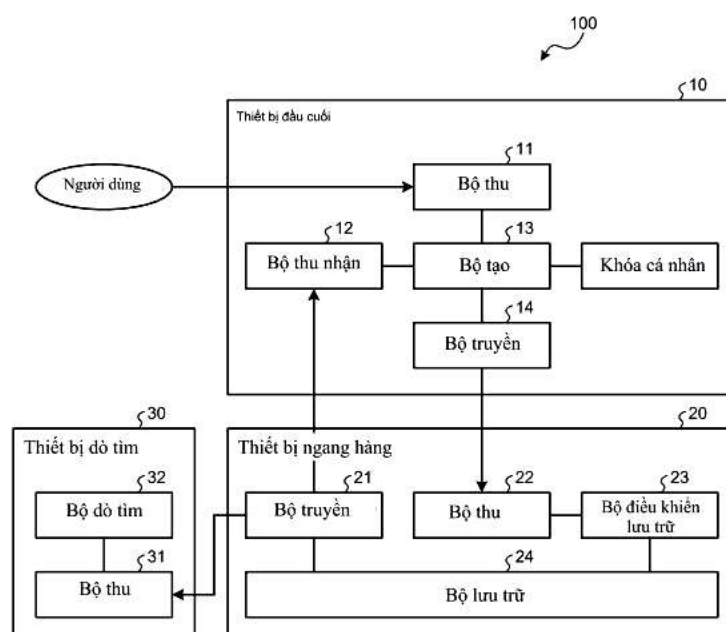 100
10
Thiết bị đầu cuối
11
Người dùng
Bộ thu
12
13
Bộ thu nhận
Bộ tạo
Khóa cá nhân
14
Bộ truyền
30
20
Thiết bị dò tìm
Thiết bị ngang hàng
32
21
22
23
Bộ dò tìm
Bộ truyền
Bộ thu
Bộ điều khiển
lưu trữ
31
24
Bộ thu
Bộ lưu trữ